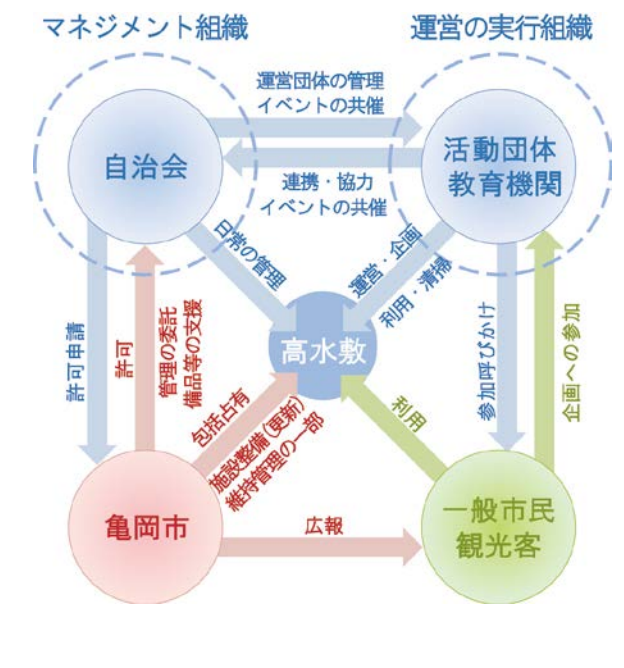 マネジメント組織
運営の実行組織
運営団体の管理
イベントの共催
自治会
活動団体
教育機関
連携・協力
イベントの共催
日常の管理
運営・企画
利用・清掃
高水敷
許可申請
許可
管理の委託
備品等の支援
参加呼びかけ
企画への参加
包括占有
施設整備(更新)
維持管理の一部
利用
亀岡市
広報
一般市民
観光客